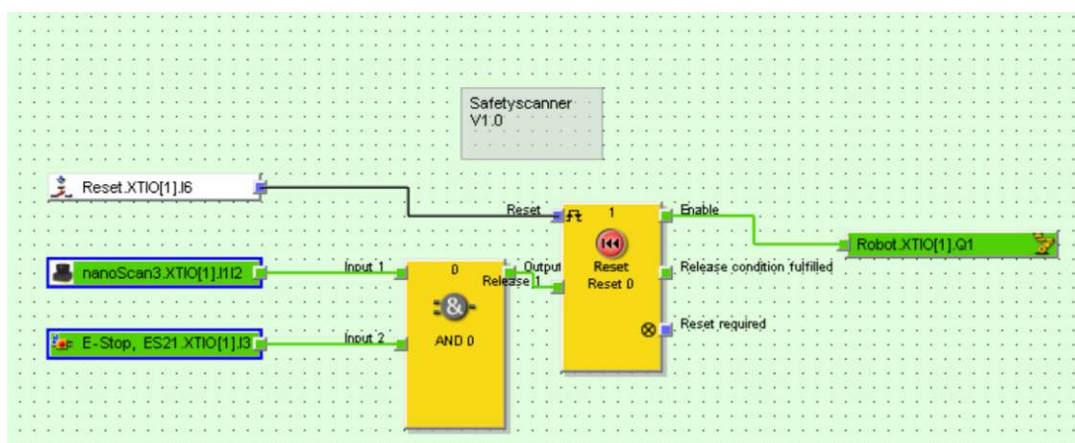 Safetyscanner
V1.0
Reset.XTIO[1].I6
Reset
1
Enable
Robot.XTIO[1].Q1
nanoScan3.XTIO[1].I1I2
Input 1
0
Output
Release 1
Reset
Reset 0
Release condition fulfilled
&
E-Stop, ES21.XTIO[1].I3
Input 2
AND 0
Reset required